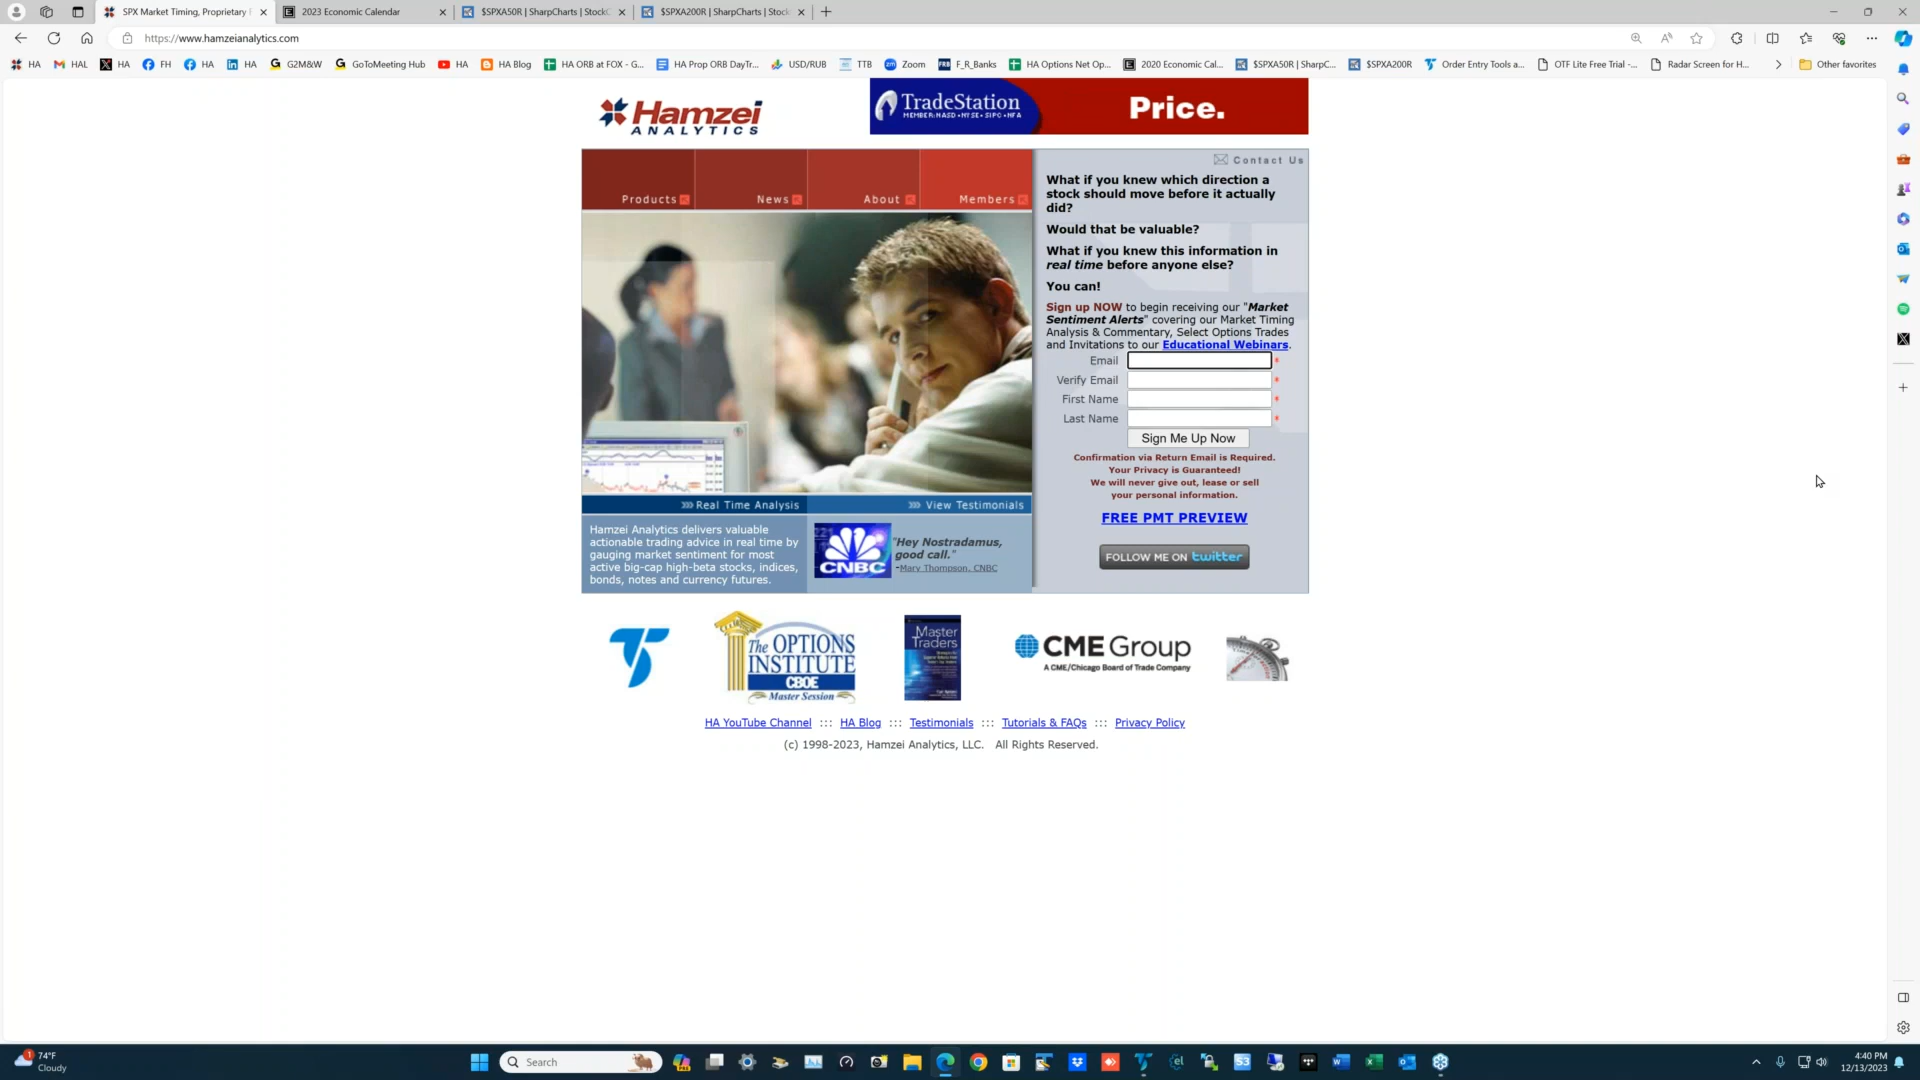 SPX Market Timing, Proprietary
2023 Economic Calendar
$SPXA50R | SharpCharts | StockC
$SPXA200R | SharpCharts | Stock
https://www.hamzeianalytics.com
HA
HAL
HA
FH
HA
HA
G2M&W
GoToMeeting Hub
HA
HA Blog
HA ORB at FOX - G...
HA Prop ORB DayTr...
USD/RUB
TTB
Zoom
F_R_Banks
HA Options Net Op...
2020 Economic Cal...
$SPXA50R | SharpC...
$SPXA200R
Order Entry Tools a...
OTF Lite Free Trial -...
Radar Screen for H...
Other favorites
Hamzei
ANALYTICS
TradeStation
MEMBER: NASD • NYSE • SIPC • NFA
Price.
Products
News
About
Members
Contact Us
What if you knew which direction a
stock should move before it actually
did?
Would that be valuable?
What if you knew this information in
real time before anyone else?
You can!
Sign up NOW to begin receiving our "Market
Sentiment Alerts" covering our Market Timing
Analysis & Commentary, Select Options Trades
and Invitations to our Educational Webinars.
Email *
Verify Email *
First Name *
Last Name *
Sign Me Up Now
Confirmation via Return Email is Required.
Your Privacy is Guaranteed!
We will never give out, lease or sell
your personal information.
FREE PMT PREVIEW
FOLLOW ME ON twitter
Real Time Analysis
View Testimonials
Hamzei Analytics delivers valuable
actionable trading advice in real time by
gauging market sentiment for most
active big-cap high-beta stocks, indices,
bonds, notes and currency futures.
CNBC
"Hey Nostradamus,
good call."
-Mary Thompson, CNBC
The OPTIONS
INSTITUTE
CBOE
Master Session
Master
Traders
CME Group
A CME/Chicago Board of Trade Company
HA YouTube Channel ::: HA Blog ::: Testimonials ::: Tutorials & FAQs ::: Privacy Policy
(c) 1998-2023, Hamzei Analytics, LLC. All Rights Reserved.
74°F
Cloudy
Search
4:40 PM
12/13/2023